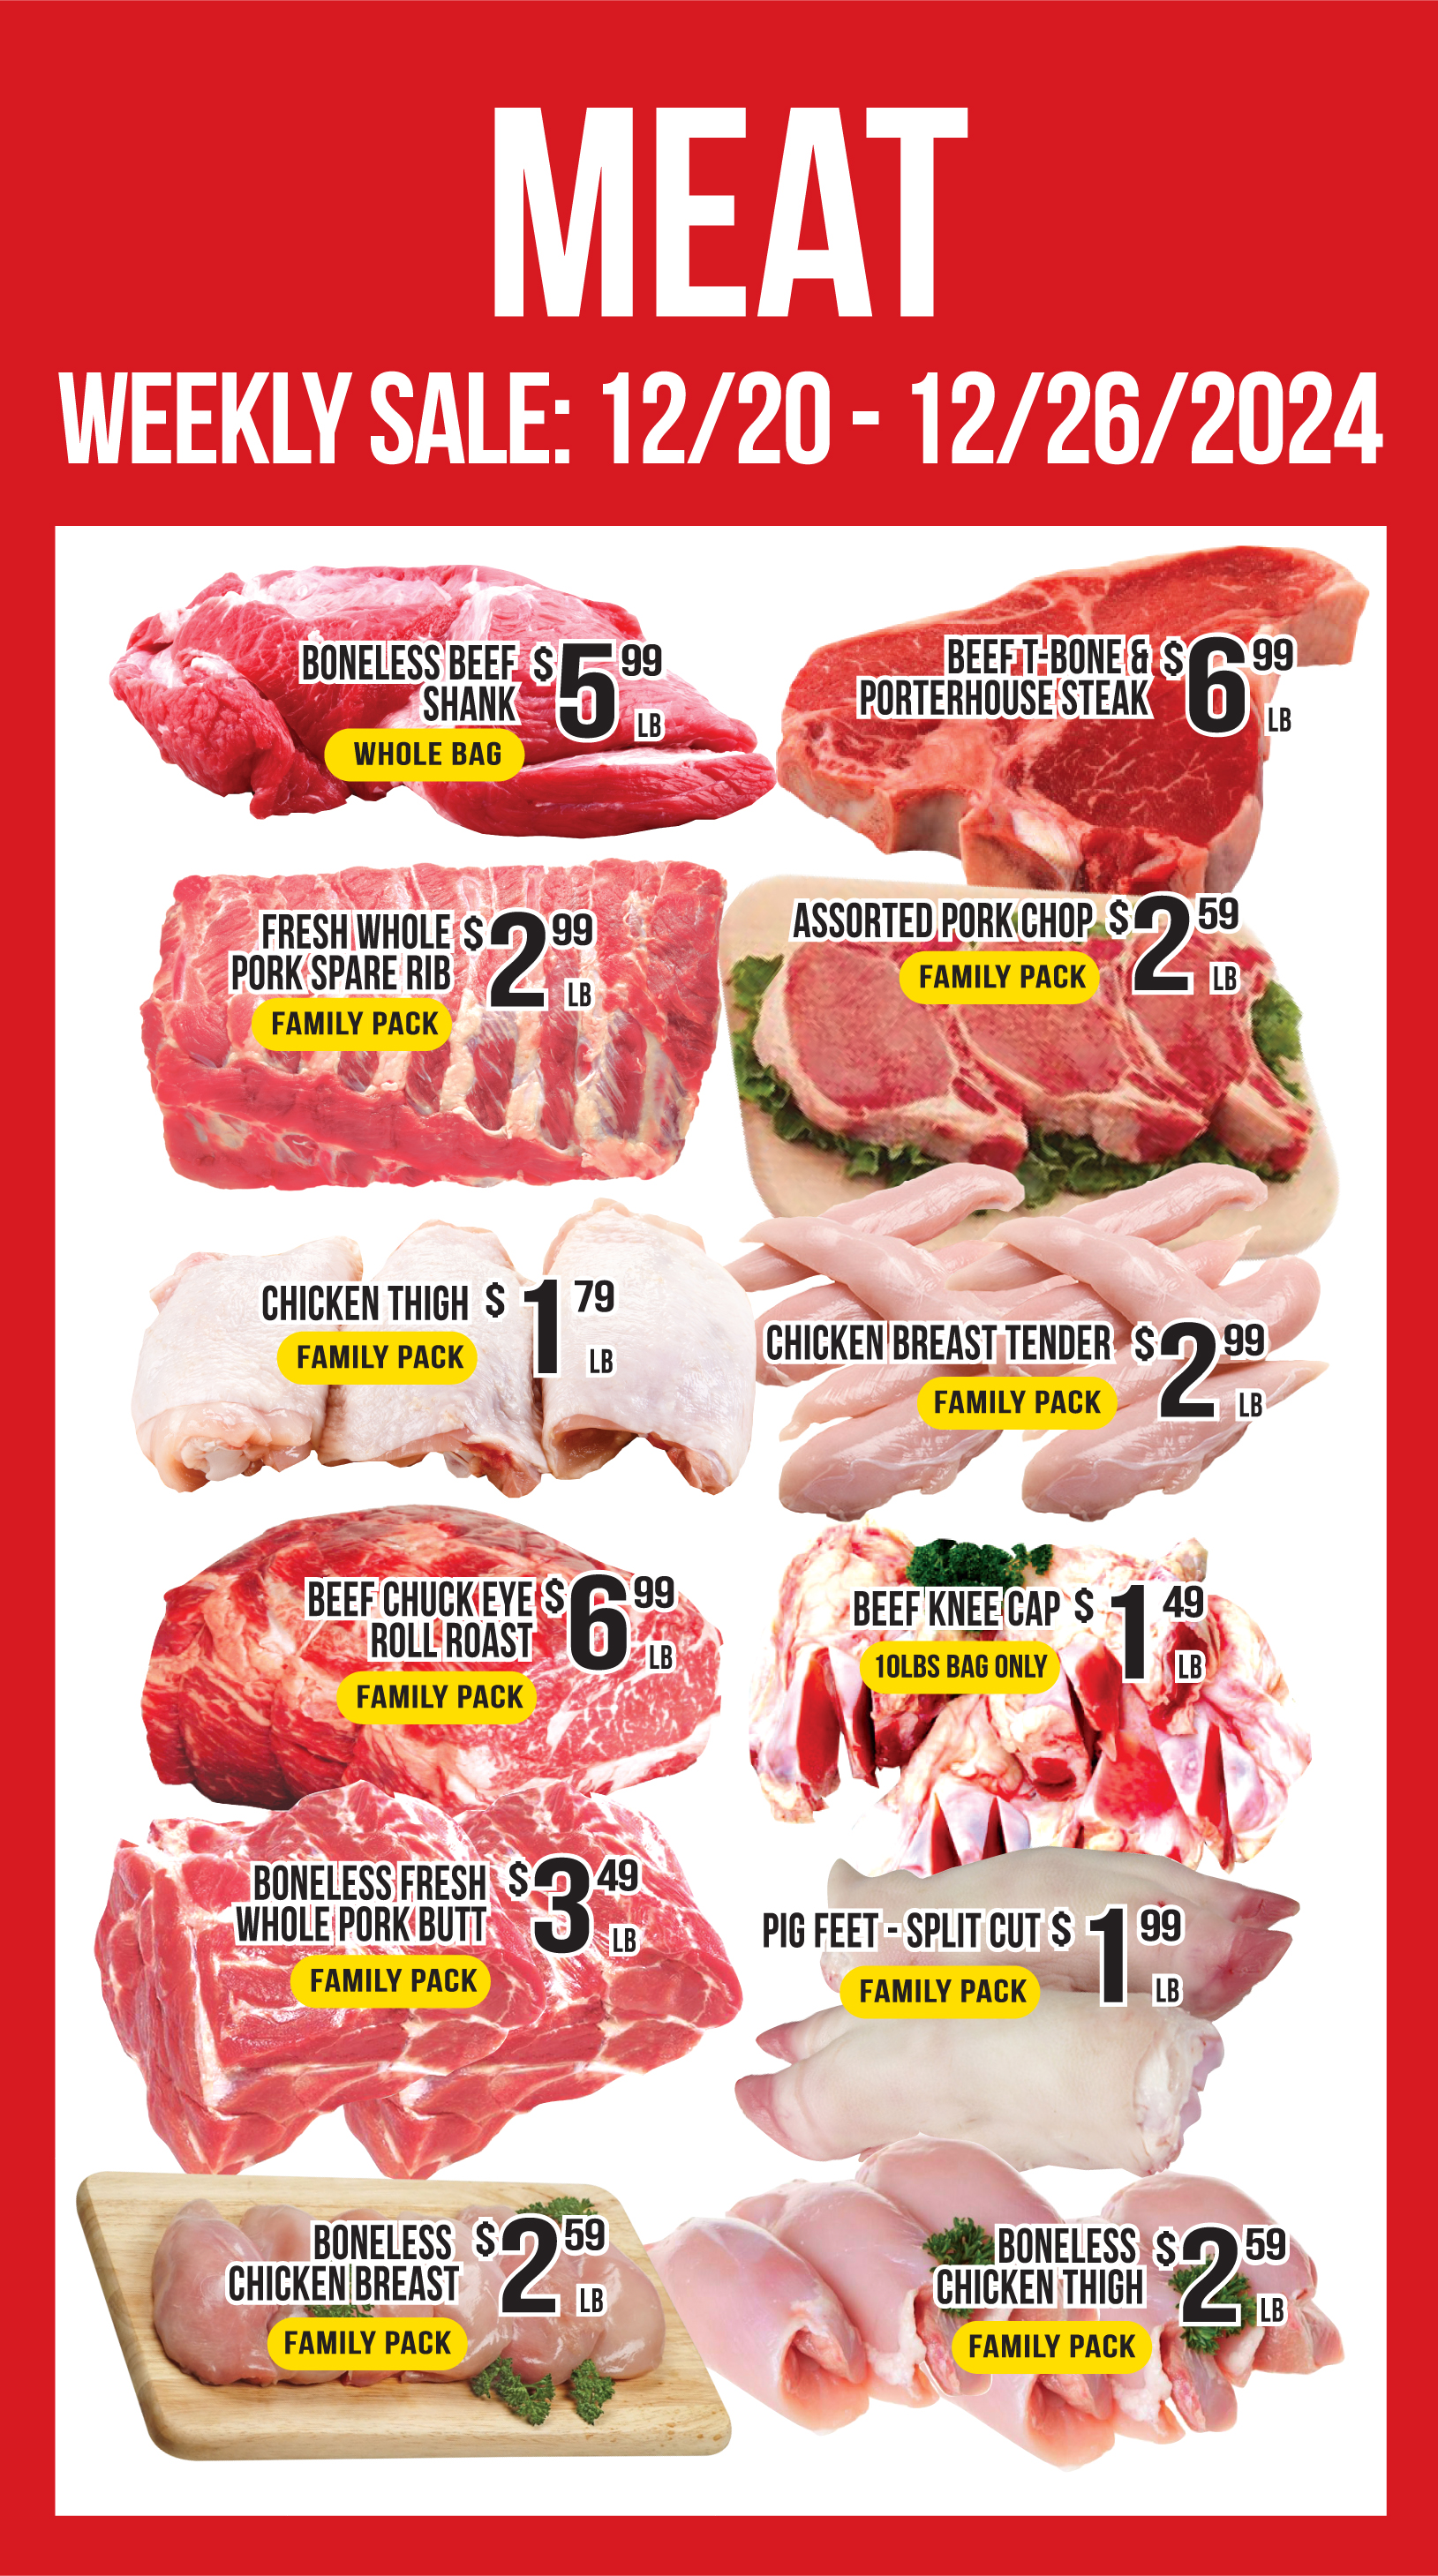 MEAT
WEEKLY SALE: 12/20 - 12/26/2024
BONELESS BEEF
SHANK
$5 99
LB
WHOLE BAG
BEEF T-BONE &
PORTERHOUSE STEAK
$6 99
LB
FRESH WHOLE
PORK SPARE RIB
$2 99
LB
FAMILY PACK
ASSORTED PORK CHOP
$2 59
LB
FAMILY PACK
CHICKEN THIGH
$1 79
LB
FAMILY PACK
CHICKEN BREAST TENDER
$2 99
LB
FAMILY PACK
BEEF CHUCK EYE
ROLL ROAST
$6 99
LB
FAMILY PACK
BEEF KNEE CAP
$1 49
LB
10LBS BAG ONLY
BONELESS FRESH
WHOLE PORK BUTT
$3 49
LB
FAMILY PACK
PIG FEET - SPLIT CUT
$1 99
LB
FAMILY PACK
BONELESS
CHICKEN BREAST
$2 59
LB
FAMILY PACK
BONELESS
CHICKEN THIGH
$2 59
LB
FAMILY PACK